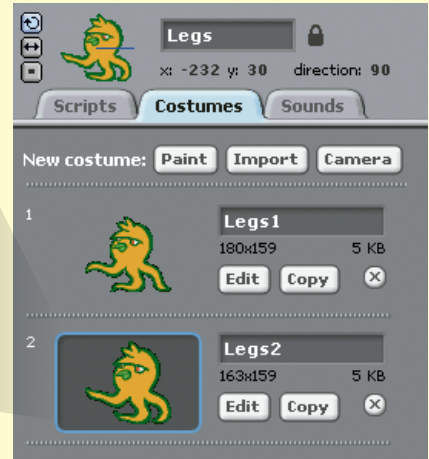 Legs
x: -232 y: 30 direction: 90
Scripts Costumes Sounds
New costume: Paint Import Camera
1
Legs1
180x159 5 KB
Edit Copy
2
Legs2
163x159 5 KB
Edit Copy